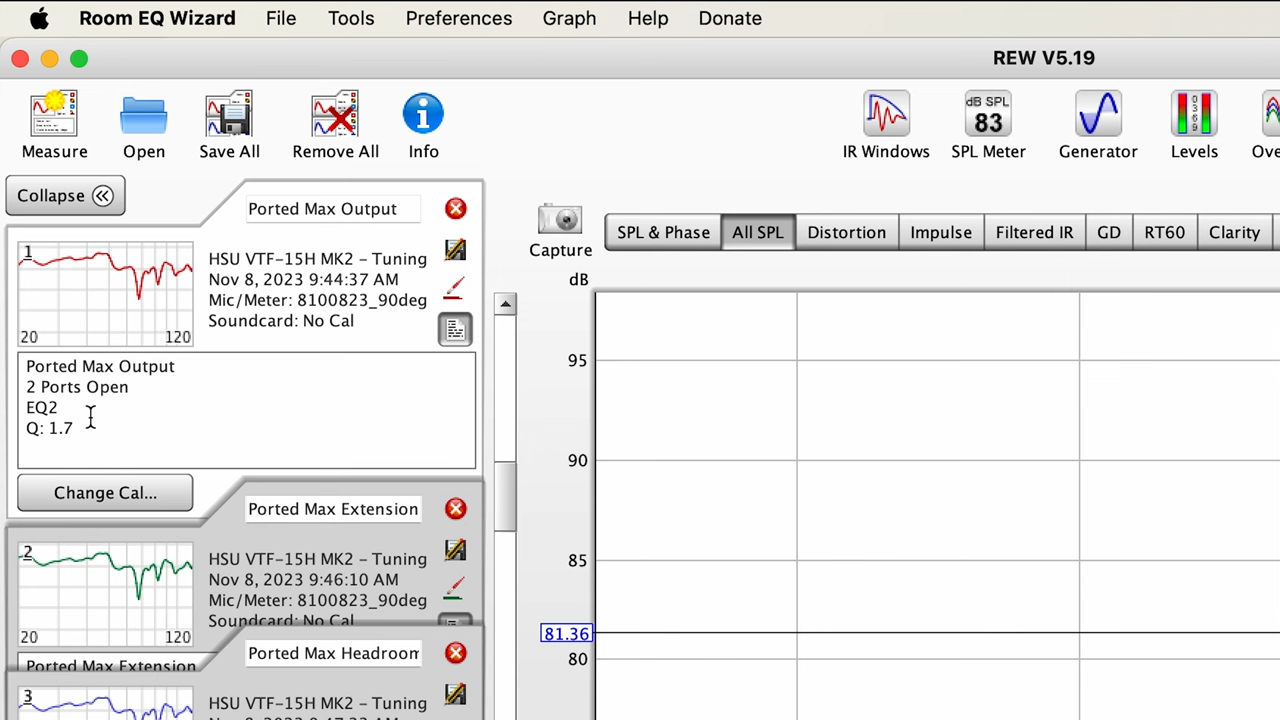 Room EQ Wizard File Tools Preferences Graph Help Donate
REW V5.19
Measure Open Save All Remove All Info
dB SPL
83
IR Windows SPL Meter Generator Levels Ove
Collapse
Ported Max Output
1
HSU VTF-15H MK2 - Tuning
Nov 8, 2023 9:44:37 AM
Mic/Meter: 8100823_90deg
Soundcard: No Cal
20 120
Ported Max Output
2 Ports Open
EQ2
Q: 1.7
Change Cal...
Ported Max Extension
2
HSU VTF-15H MK2 - Tuning
Nov 8, 2023 9:46:10 AM
Mic/Meter: 8100823_90deg
Soundcard: No Cal
20 120
Ported Max Extension
Ported Max Headroom
3
HSU VTF-15H MK2 - Tuning
Capture
SPL & Phase All SPL Distortion Impulse Filtered IR GD RT60 Clarity
dB
95
90
85
81.36
80